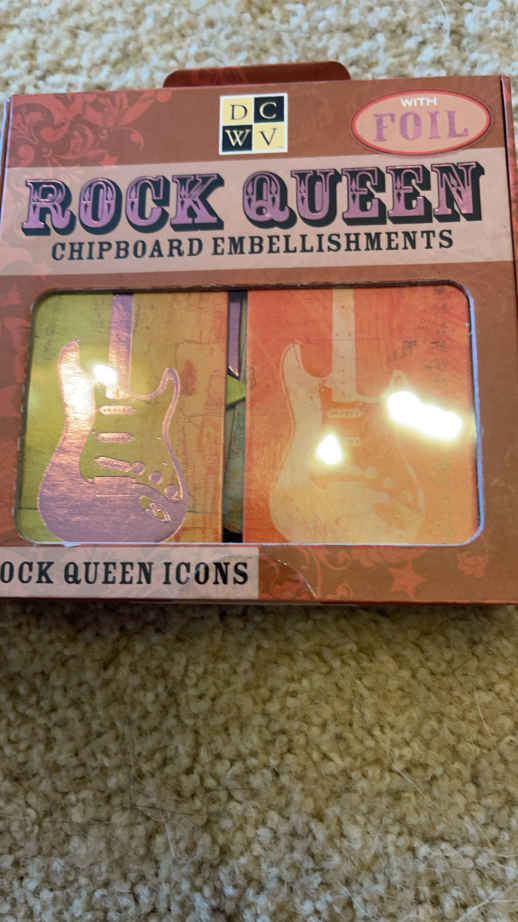 D C
W V
WITH
FOIL
ROCK QUEEN
CHIPBOARD EMBELLISHMENTS
OCK QUEEN ICONS